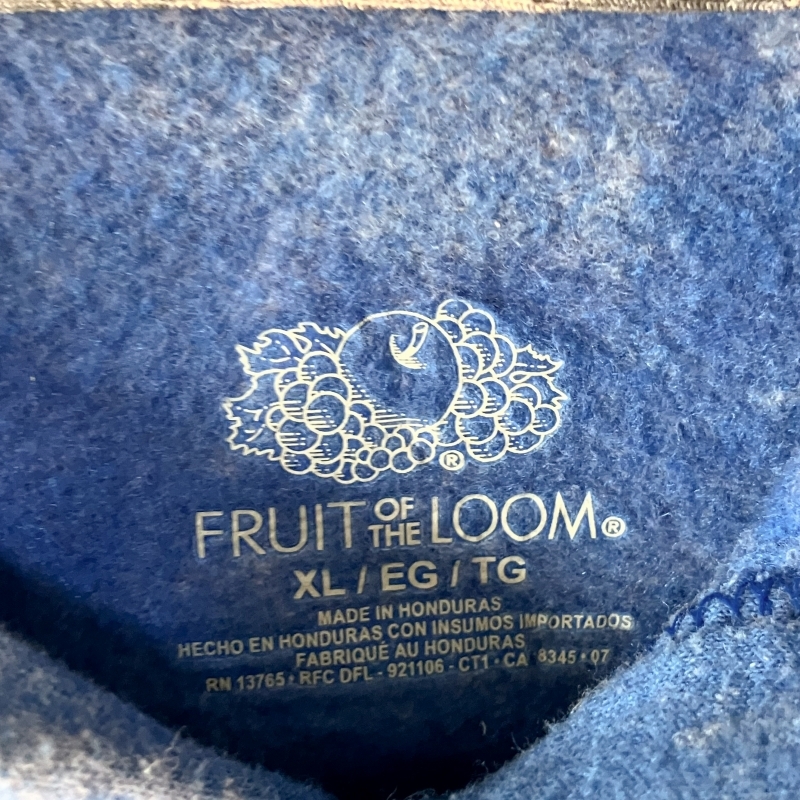 ®
FRUIT OF THE LOOM®
XL / EG / TG
MADE IN HONDURAS
HECHO EN HONDURAS CON INSUMOS IMPORTADOS
FABRIQUÉ AU HONDURAS
RN 13765 • RFC DFL - 921106 - CT1 • CA 8345 • 07